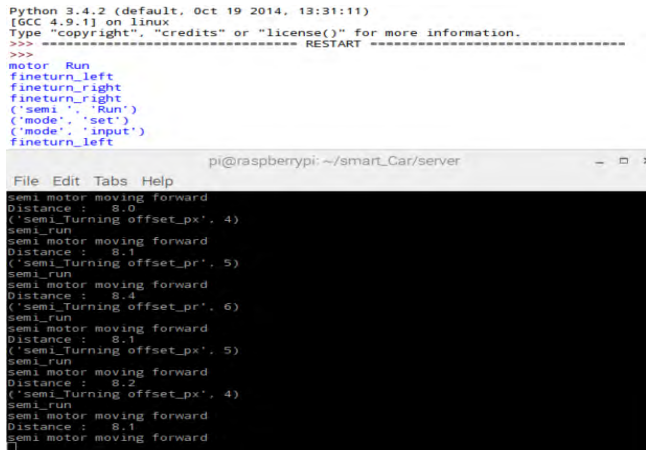 Python 3.4.2 (default, Oct 19 2014, 13:31:11)
[GCC 4.9.1] on linux
Type "copyright", "credits" or "license()" for more information.
>>> ================================ RESTART ================================
>>>
motor  Run
fineturn_left
fineturn_right
fineturn_right
('semi ', 'Run')
('mode', 'set')
('mode', 'input')
fineturn_left
pi@raspberrypi: ~/smart_Car/server
File Edit Tabs Help
semi motor moving forward
Distance :   8.0
('semi_Turning offset_px', 4)
semi_run
semi motor moving forward
Distance :   8.1
('semi_Turning offset_pr', 5)
semi_run
semi motor moving forward
Distance :   8.4
('semi_Turning offset_pr', 6)
semi_run
semi motor moving forward
Distance :   8.1
('semi_Turning offset_px', 5)
semi_run
semi motor moving forward
Distance :   8.2
('semi_Turning offset_px', 4)
semi_run
semi motor moving forward
Distance :   8.1
semi motor moving forward